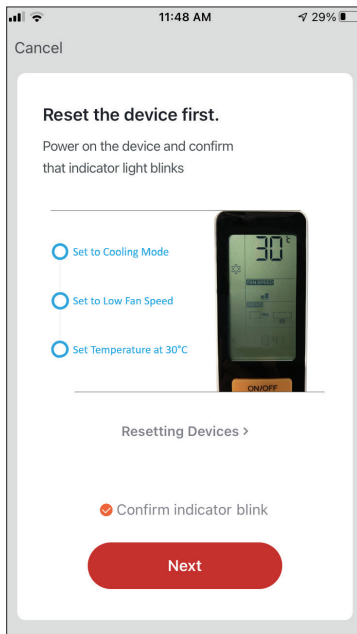 11:48 AM
29%
Cancel
Reset the device first.
Power on the device and confirm
that indicator light blinks
Set to Cooling Mode
Set to Low Fan Speed
Set Temperature at 30°C
30
FAN SPEED
ON/OFF
Resetting Devices >
Confirm indicator blink
Next